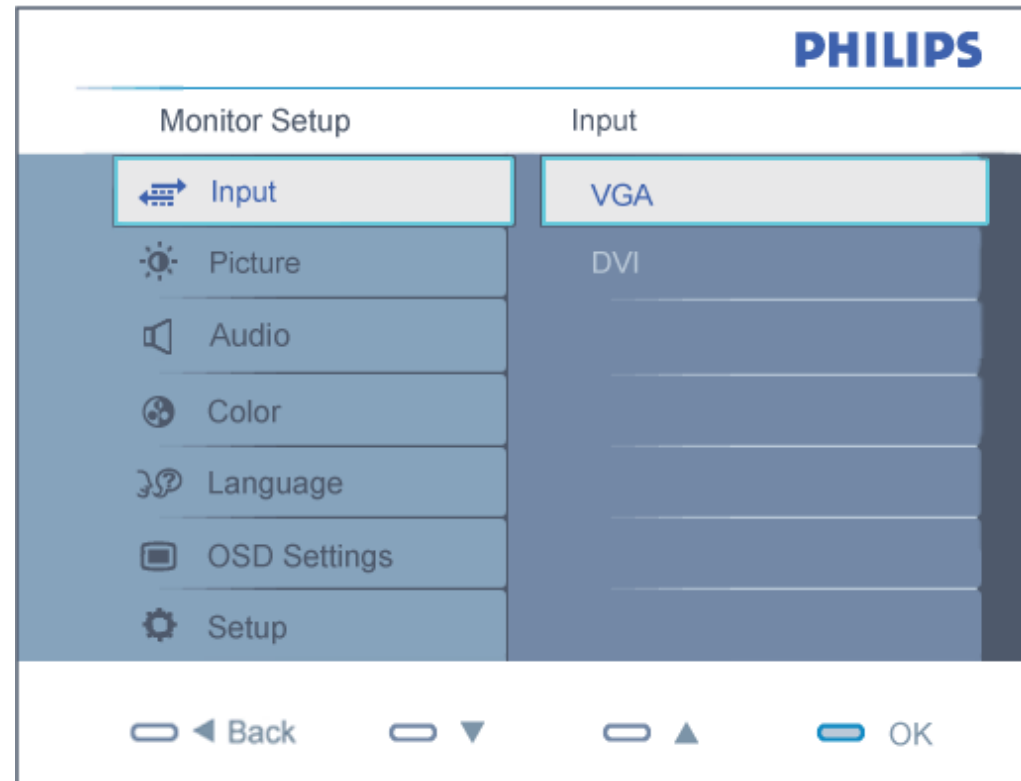 PHILIPS
Monitor Setup
Input
Input
VGA
Picture
DVI
Audio
Color
Language
OSD Settings
Setup
Back
OK